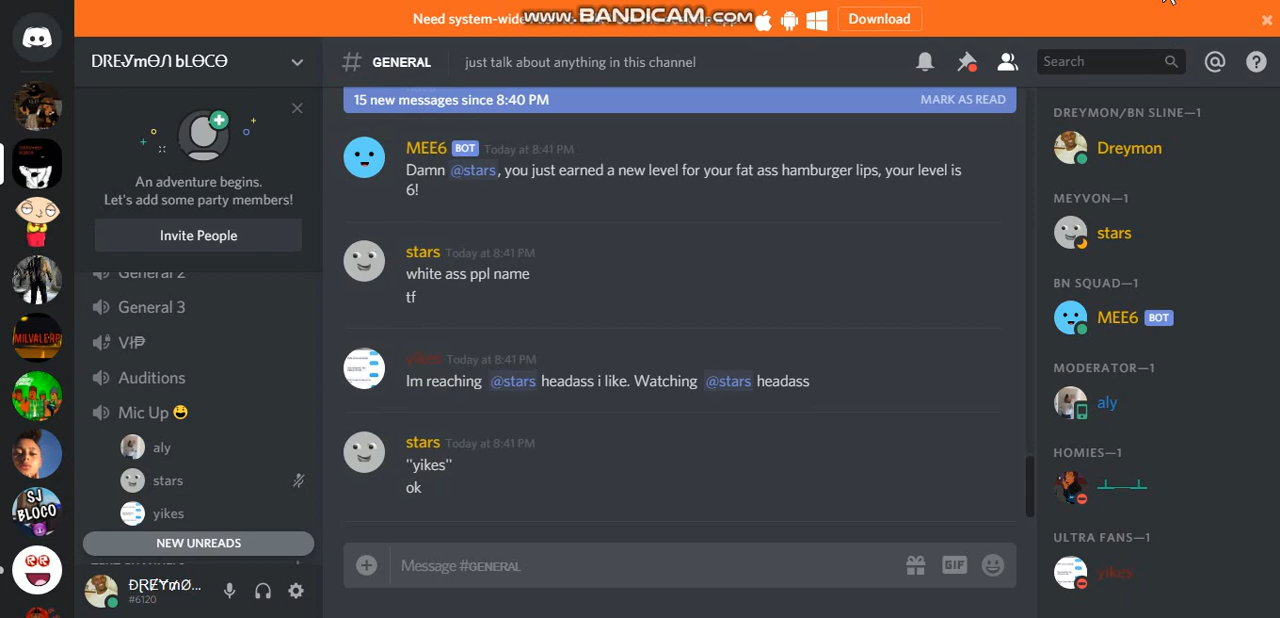 Need system-wide
www.BANDICAM.com
Download
DREɎmӨЛ bLӨCӨ
GENERAL
just talk about anything in this channel
Search
15 new messages since 8:40 PM
MARK AS READ
An adventure begins.
Let's add some party members!
Invite People
General 2
General 3
VIP
Auditions
Mic Up
aly
stars
yikes
NEW UNREADS
#6120
MEE6 BOT Today at 8:41 PM
Damn @stars, you just earned a new level for your fat ass hamburger lips, your level is
6!
stars Today at 8:41 PM
white ass ppl name
tf
yikes Today at 8:41 PM
Im reaching @stars headass i like. Watching @stars headass
stars Today at 8:41 PM
"yikes"
ok
Message #GENERAL
GIF
DREYMON/BN SLINE—1
Dreymon
MEYVON—1
stars
BN SQUAD—1
MEE6 BOT
MODERATOR—1
aly
HOMIES—1
ULTRA FANS—1
yikes
MILVALE RP
SJ
BLOCO